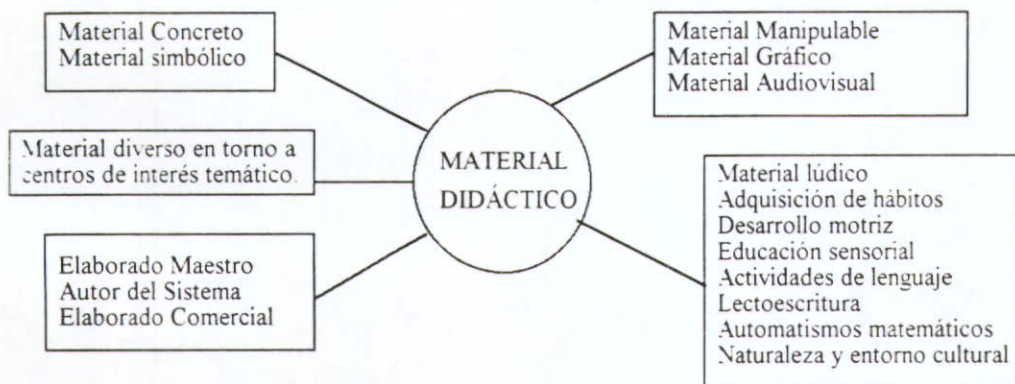 Material Concreto
Material simbólico
Material Manipulable
Material Gráfico
Material Audiovisual
Material diverso en torno a
centros de interés temático.
MATERIAL
DIDÁCTICO
Elaborado Maestro
Autor del Sistema
Elaborado Comercial
Material lúdico
Adquisición de hábitos
Desarrollo motriz
Educación sensorial
Actividades de lenguaje
Lectoescritura
Automatismos matemáticos
Naturaleza y entorno cultural